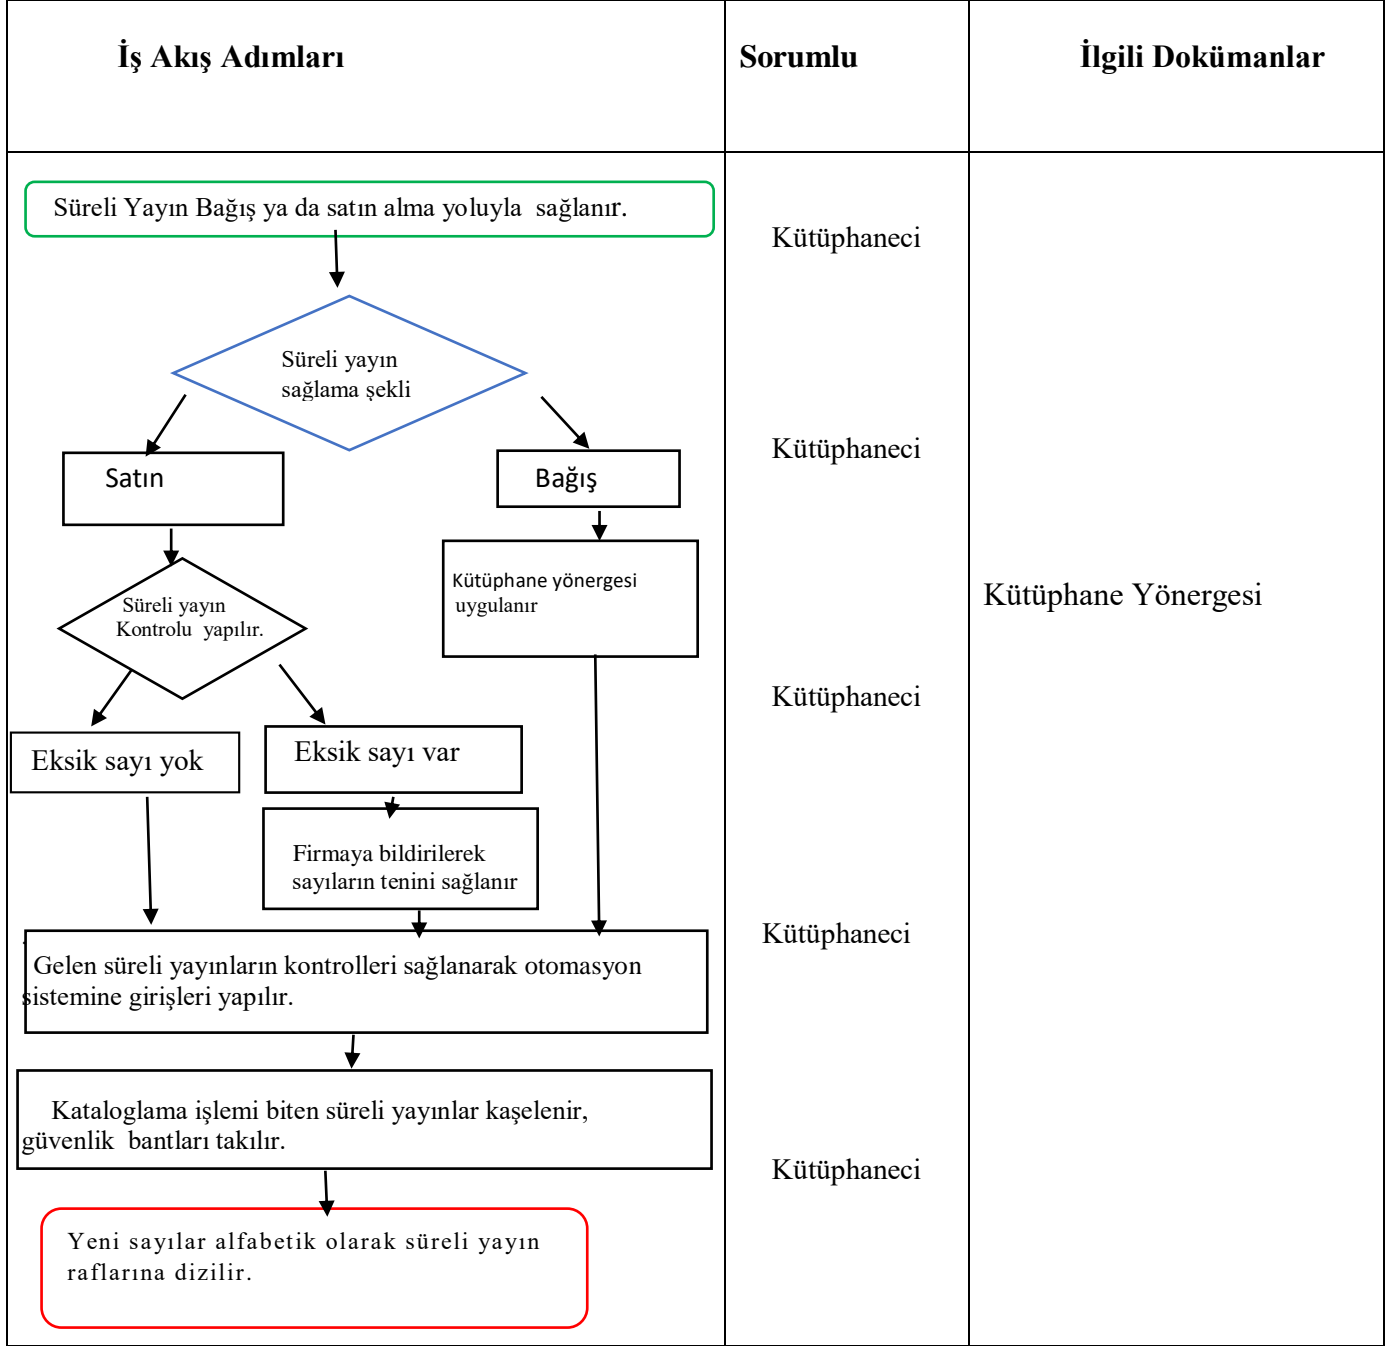 İş Akış Adımları
Sorumlu
İlgili Dokümanlar
Süreli Yayın Bağış ya da satın alma yoluyla sağlanır.
Kütüphaneci
Süreli yayın
sağlama şekli
Kütüphaneci
Satın
Bağış
Kütüphane yönergesi
uygulanır
Kütüphane Yönergesi
Süreli yayın
Kontrolu yapılır.
Kütüphaneci
Eksik sayı yok
Eksik sayı var
Firmaya bildirilerek
sayıların tenini sağlanır
Kütüphaneci
Gelen süreli yayınların kontrolleri sağlanarak otomasyon
sistemine girişleri yapılır.
Kataloglama işlemi biten süreli yayınlar kaşelenir,
güvenlik bantları takılır.
Kütüphaneci
Yeni sayılar alfabetik olarak süreli yayın
raflarına dizilir.